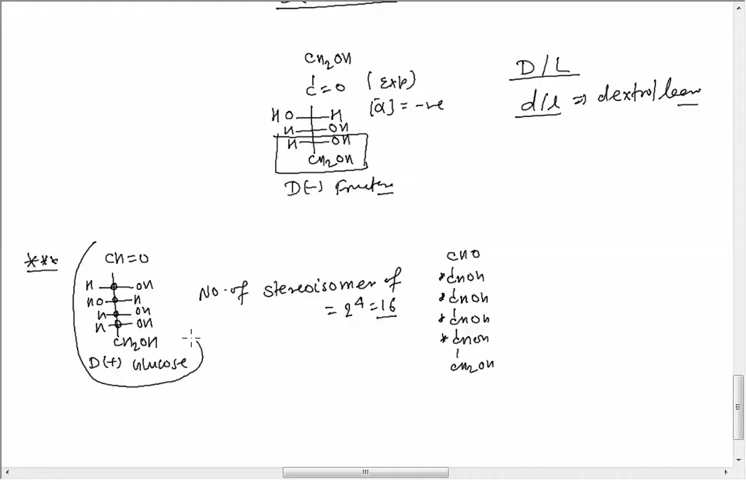 CH2OH
C=O (Exp)
[α] = -ve
HO H
H OH
H OH
CH2OH
D(-) Fructose
D/L
d/l ⇒ dextro/leavo
***
CH=O
H OH
HO H
H OH
H OH
CH2OH
D(+) Glucose
No. of stereoisomer of
= 2^4 = 16
CHO
*CHOH
*CHOH
*CHOH
*CHOH
CH2OH